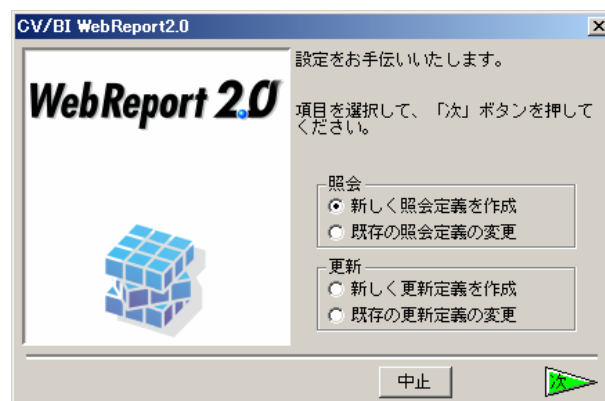 CV/BI WebReport2.0
WebReport 2.0
設定をお手伝いいたします。
項目を選択して、「次」ボタンを押して
ください。
照会
新しく照会定義を作成
既存の照会定義の変更
更新
新しく更新定義を作成
既存の更新定義の変更
中止
次